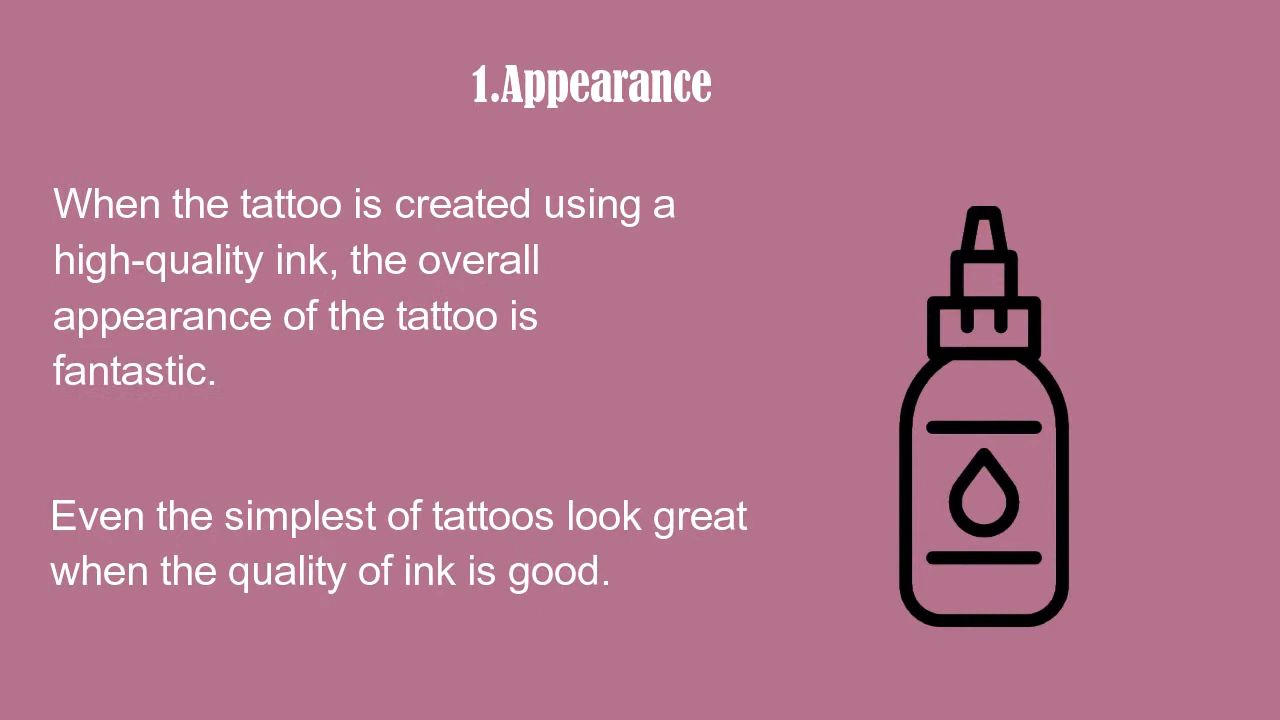 1.Appearance
When the tattoo is created using a
high-quality ink, the overall
appearance of the tattoo is
fantastic.
Even the simplest of tattoos look great
when the quality of ink is good.